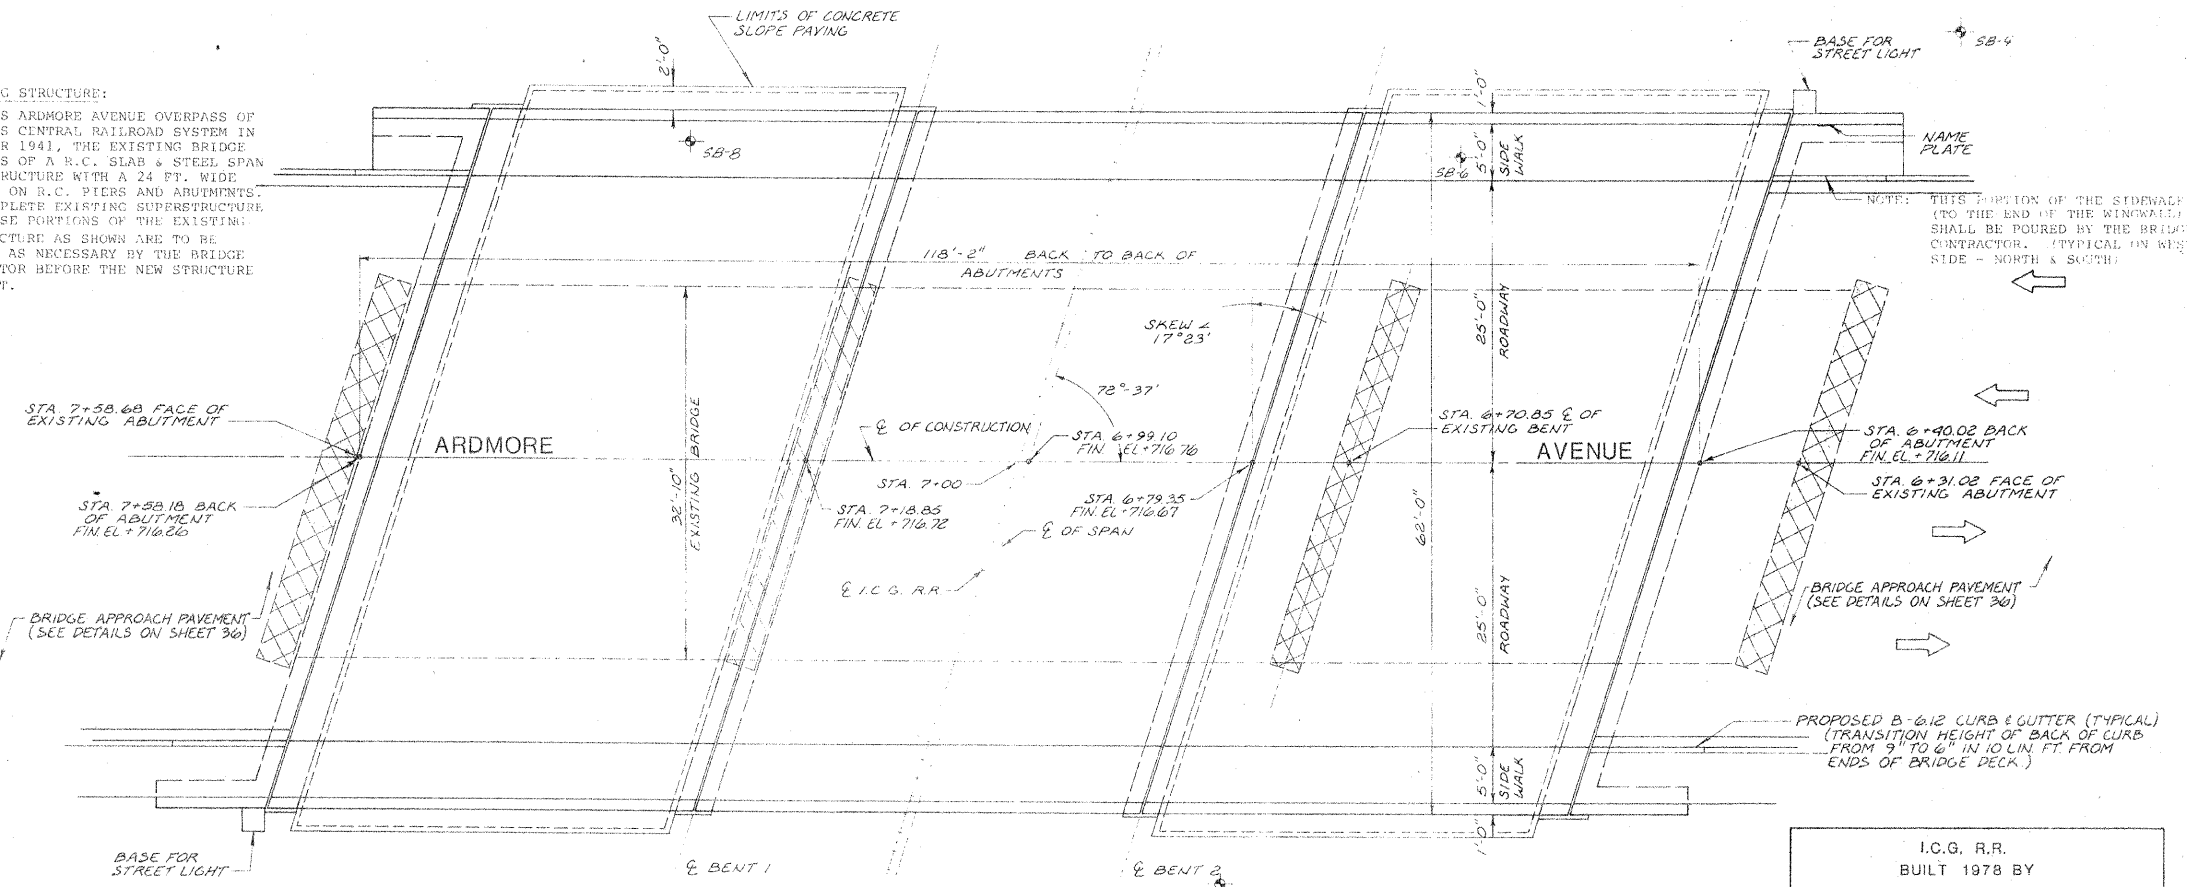 LIMITS OF CONCRETE
SLOPE PAVING
BASE FOR
STREET LIGHT
SB-4
G STRUCTURE:
S ARDMORE AVENUE OVERPASS OF
S CENTRAL RAILROAD SYSTEM IN
R 1941, THE EXISTING BRIDGE
S OF A R.C. SLAB & STEEL SPAN
RUCTURE WITH A 24 FT. WIDE
ON R.C. PIERS AND ABUTMENTS.
PLETE EXISTING SUPERSTRUCTURE
SE PORTIONS OF THE EXISTING
CTURE AS SHOWN ARE TO BE
AS NECESSARY BY THE BRIDGE
TOR BEFORE THE NEW STRUCTURE
T.
2'-0"
SB-8
SB-6
1'-0"
5'-0"
SIDE
WALK
NAME
PLATE
NOTE: THIS PORTION OF THE SIDEWALK
(TO THE END OF THE WINGWALL)
SHALL BE POURED BY THE BRIDGE
CONTRACTOR. (TYPICAL ON WEST
SIDE - NORTH & SOUTH)
118'-2" BACK TO BACK OF
ABUTMENTS
SKEW ∠
17°23'
25'-0"
ROADWAY
72°-37'
STA. 7+58.68 FACE OF
EXISTING ABUTMENT
ARDMORE
℄ OF CONSTRUCTION
STA. 6+99.10
FIN. EL +716.76
STA. 6+70.85 ℄ OF
EXISTING BENT
AVENUE
STA. 6+40.02 BACK
OF ABUTMENT
FIN. EL +716.11
STA. 7+58.18 BACK
OF ABUTMENT
FIN. EL +716.26
32'-10"
EXISTING BRIDGE
STA. 7+00
STA. 7+18.85
FIN. EL +716.72
STA. 6+79.35
FIN. EL +716.67
STA. 6+31.02 FACE OF
EXISTING ABUTMENT
℄ OF SPAN
62'-0"
℄ I.C.G. R.R.
25'-0"
ROADWAY
BRIDGE APPROACH PAVEMENT
(SEE DETAILS ON SHEET 36)
BRIDGE APPROACH PAVEMENT
(SEE DETAILS ON SHEET 36)
PROPOSED B-6.12 CURB & GUTTER (TYPICAL)
(TRANSITION HEIGHT OF BACK OF CURB
FROM 9" TO 6" IN 10 LIN. FT. FROM
ENDS OF BRIDGE DECK.)
5'-0"
SIDE
WALK
1'-0"
BASE FOR
STREET LIGHT
℄ BENT 1
℄ BENT 2
I.C.G. R.R.
BUILT 1978 BY